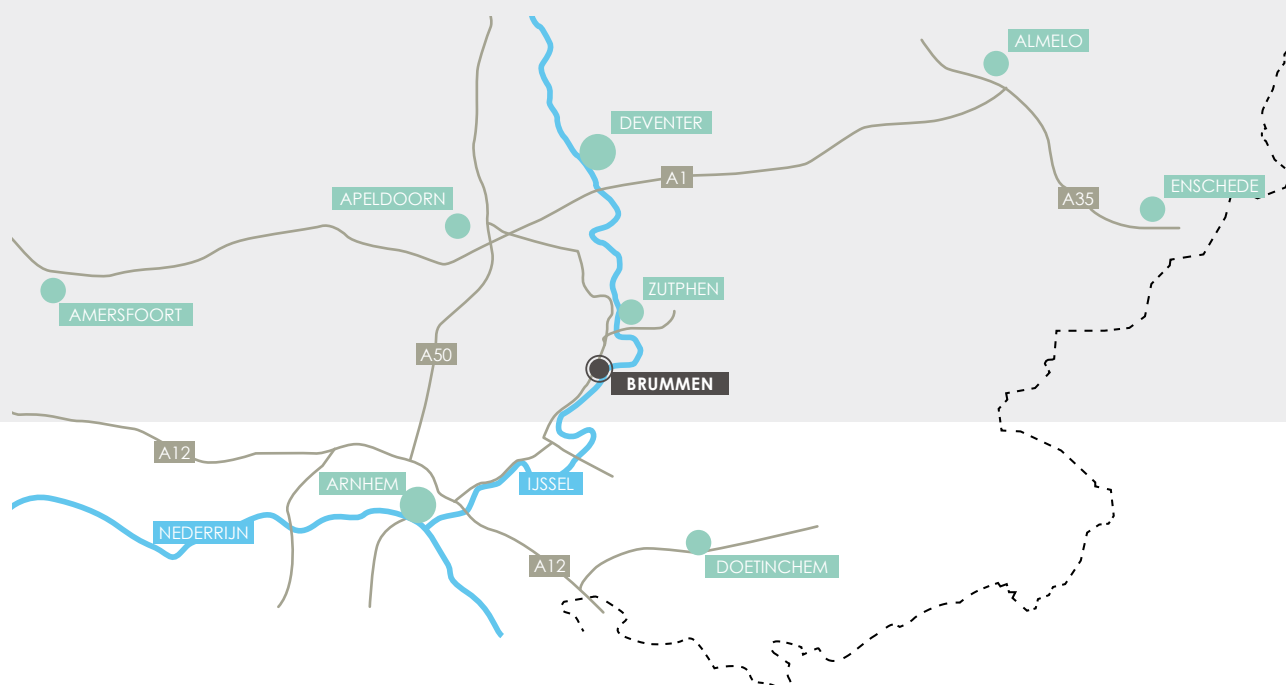 ALMELO
DEVENTER
A1
APELDOORN
A35
ENSCHEDE
ZUTPHEN
AMERSFOORT
A50
BRUMMEN
A12
ARNHEM
IJSSEL
NEDERRIJN
A12
DOETINCHEM